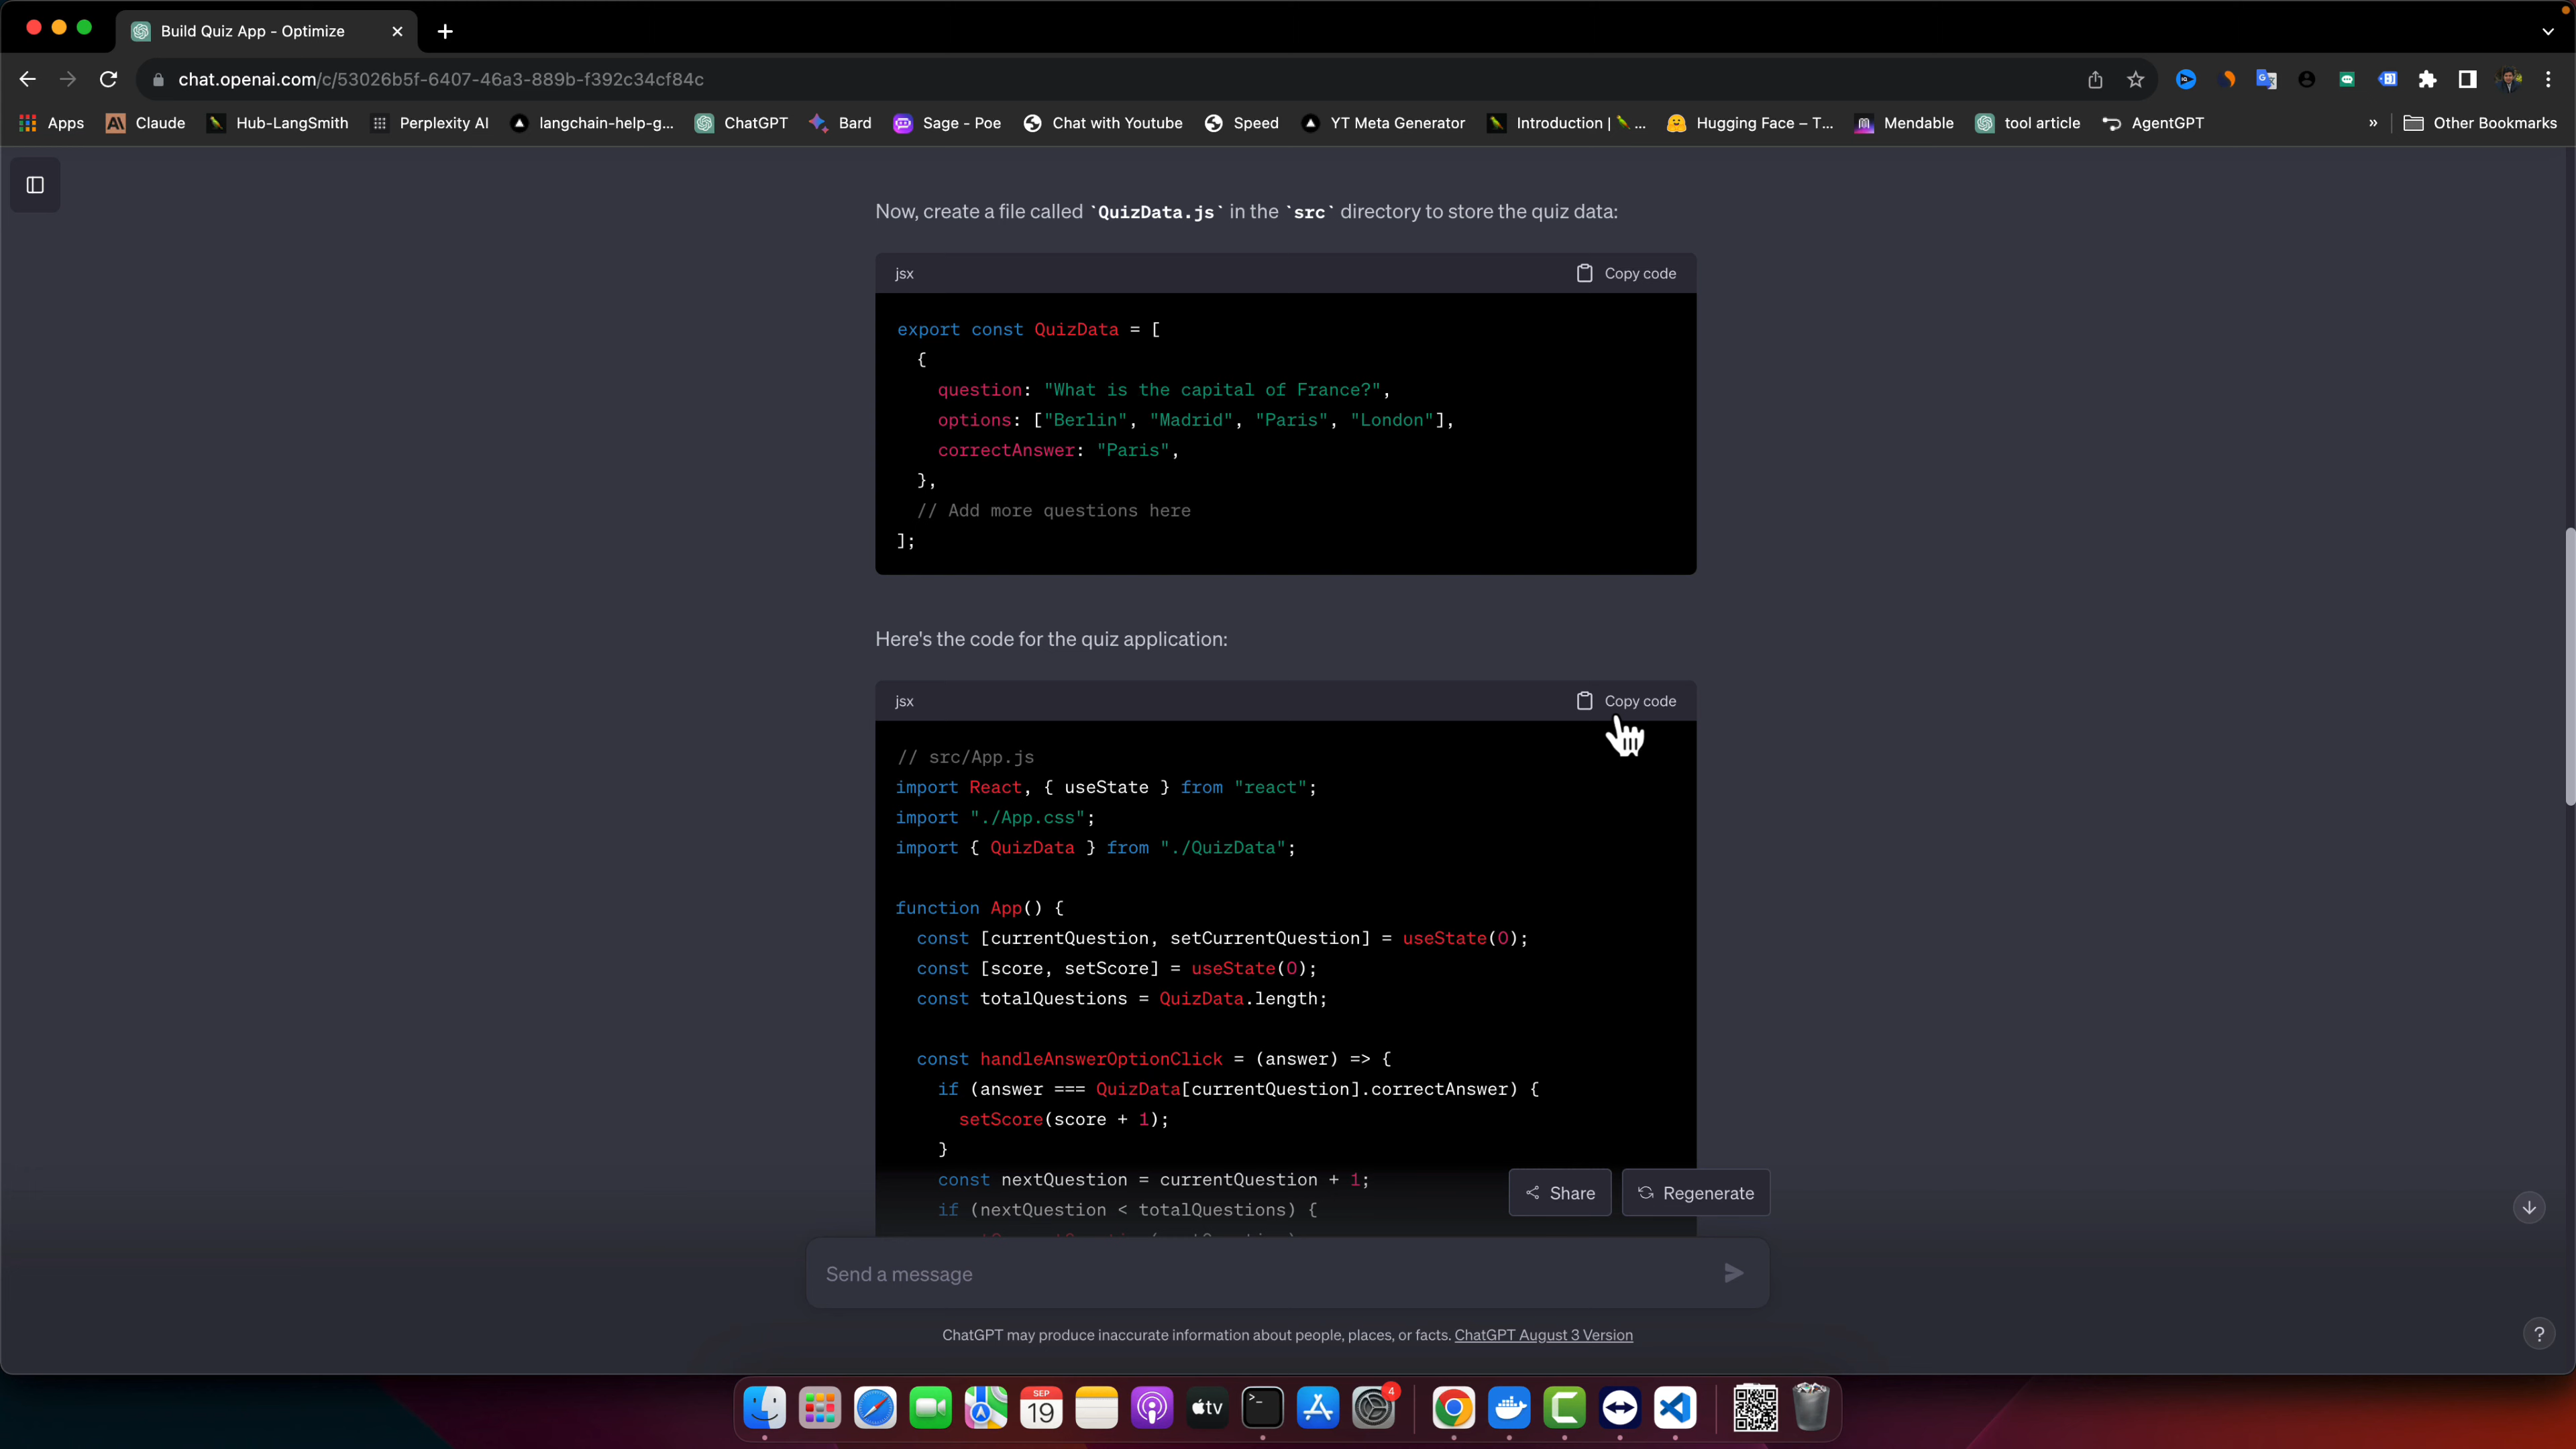 Build Quiz App - Optimize
chat.openai.com/c/53026b5f-6407-46a3-889b-f392c34cf84c
Apps Claude Hub-LangSmith Perplexity AI langchain-help-g... ChatGPT Bard Sage - Poe Chat with Youtube Speed YT Meta Generator Introduction | ... Hugging Face – T... Mendable tool article AgentGPT » Other Bookmarks
Now, create a file called `QuizData.js` in the `src` directory to store the quiz data:
jsx Copy code
export const QuizData = [
{
question: "What is the capital of France?",
options: ["Berlin", "Madrid", "Paris", "London"],
correctAnswer: "Paris",
},
// Add more questions here
];
Here's the code for the quiz application:
jsx Copy code
// src/App.js
import React, { useState } from "react";
import "./App.css";
import { QuizData } from "./QuizData";
function App() {
const [currentQuestion, setCurrentQuestion] = useState(0);
const [score, setScore] = useState(0);
const totalQuestions = QuizData.length;
const handleAnswerOptionClick = (answer) => {
if (answer === QuizData[currentQuestion].correctAnswer) {
setScore(score + 1);
}
const nextQuestion = currentQuestion + 1;
if (nextQuestion < totalQuestions) {
Share Regenerate
Send a message
ChatGPT may produce inaccurate information about people, places, or facts. ChatGPT August 3 Version
?
SEP
19
tv
>_
4